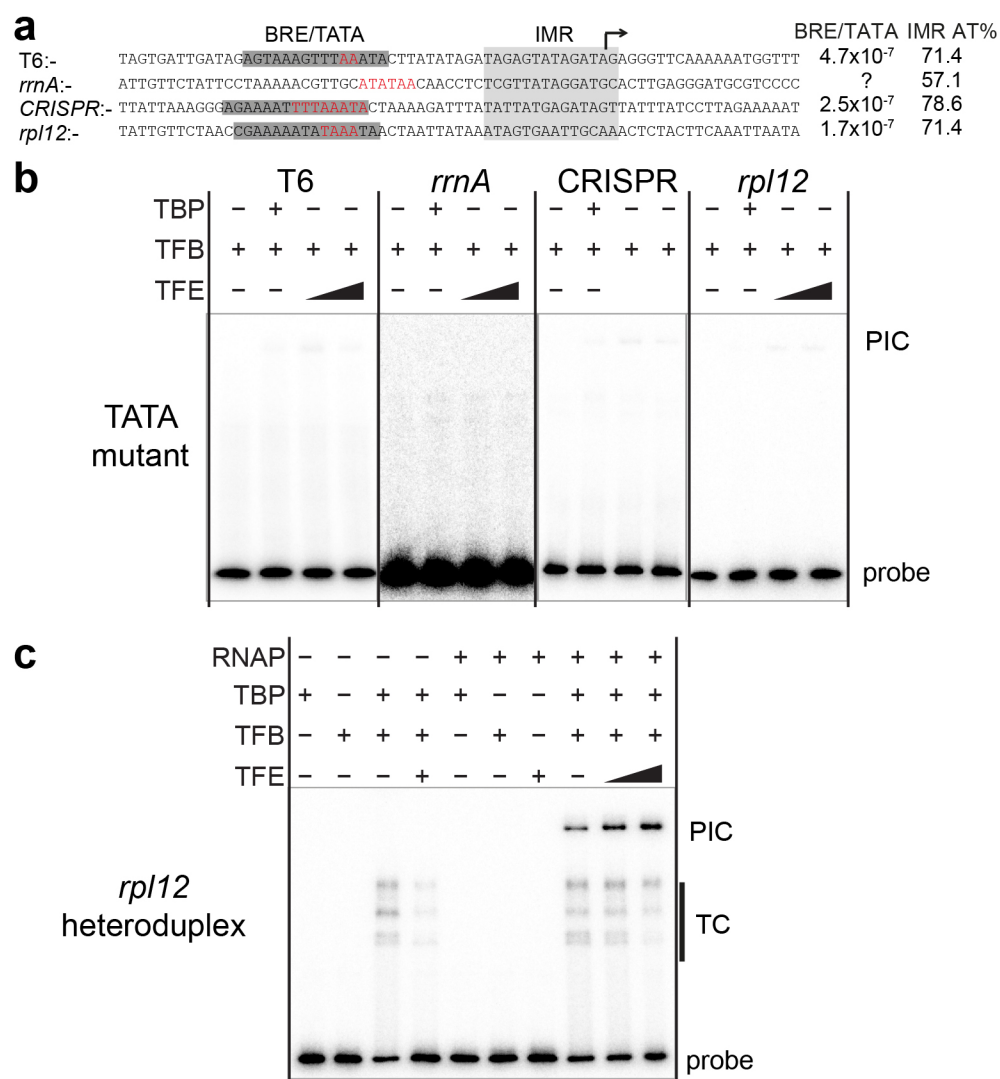 a
BRE/TATA IMR BRE/TATA IMR AT%
T6:- TAGTGATTGATAGAGTAAAGTTTAAATACTTATATAGATAGAGTATAGATAGAGGGTTCAAAAAATGGTTT 4.7x10-7 71.4
rrnA:- ATTGTTCTATTCCTAAAAACGTTGCATATAACAACCTCTCGTTATAGGATGCACTTGAGGGATGCGTCCCC ? 57.1
CRISPR:- TTATTAAAGGGAGAAAATTTTAAATACTAAAAGATTTATATTATGAGATAGCTTTATATCCTTAGAAAAAT 2.5x10-7 78.6
rpl12:- TATTGTTCTAACCGAAAAATATAAATAACTAATTATAAATAGTGAATTGCAAACTCTACTTCAAATTAATA 1.7x10-7 71.4
b
T6 rrnA CRISPR rpl12
TBP − + − − − + − − − + − − − + − −
TFB + + + + + + + + + + + + + + + +
TFE − − − − − − − −
PIC
TATA
mutant
probe
c
RNAP − − − − + + + + + +
TBP + − + + + − − + + +
TFB − + + + − + − + + +
TFE − − − + − − + −
PIC
rpl12
heteroduplex
TC
probe